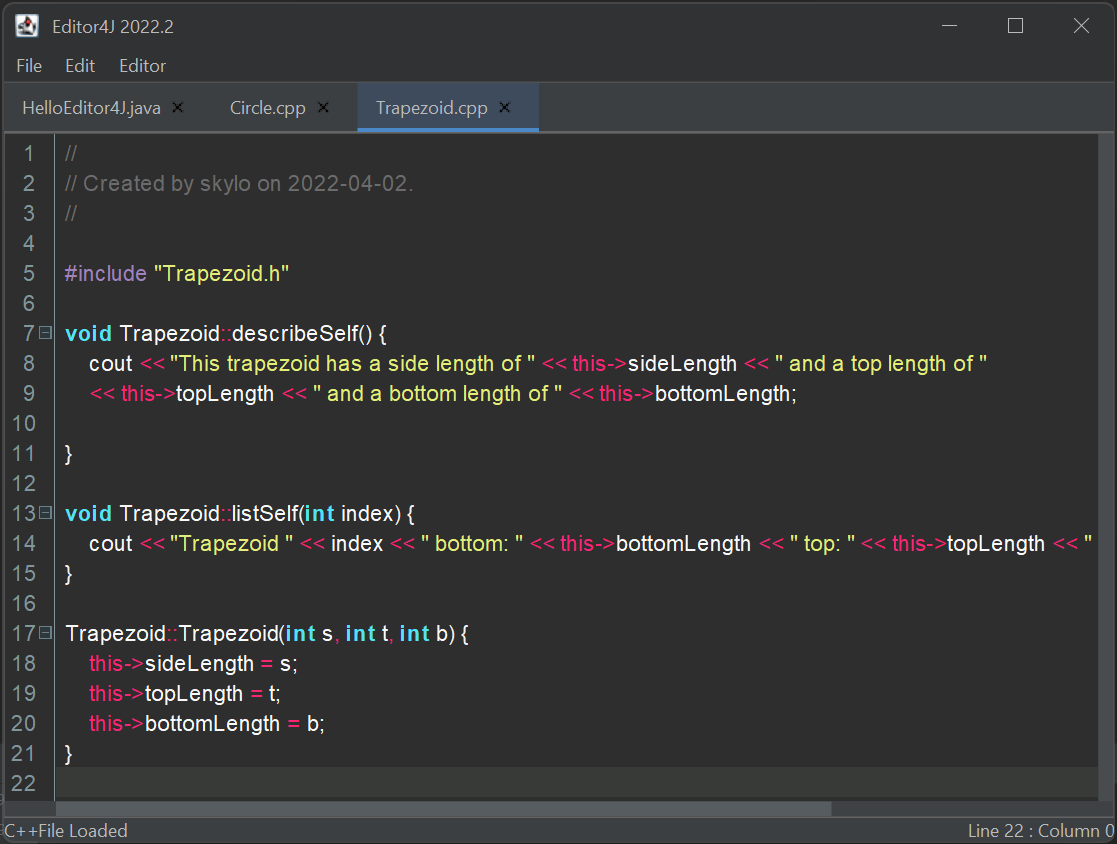 Editor4J 2022.2
File Edit Editor
HelloEditor4J.java Circle.cpp Trapezoid.cpp
1 //
2 // Created by skylo on 2022-04-02.
3 //
4
5 #include "Trapezoid.h"
6
7 void Trapezoid::describeSelf() {
8 cout << "This trapezoid has a side length of " << this->sideLength << " and a top length of "
9 << this->topLength << " and a bottom length of " << this->bottomLength;
10
11 }
12
13 void Trapezoid::listSelf(int index) {
14 cout << "Trapezoid " << index << " bottom: " << this->bottomLength << " top: " << this->topLength << "
15 }
16
17 Trapezoid::Trapezoid(int s, int t, int b) {
18 this->sideLength = s;
19 this->topLength = t;
20 this->bottomLength = b;
21 }
22
C++File Loaded Line 22 : Column 0